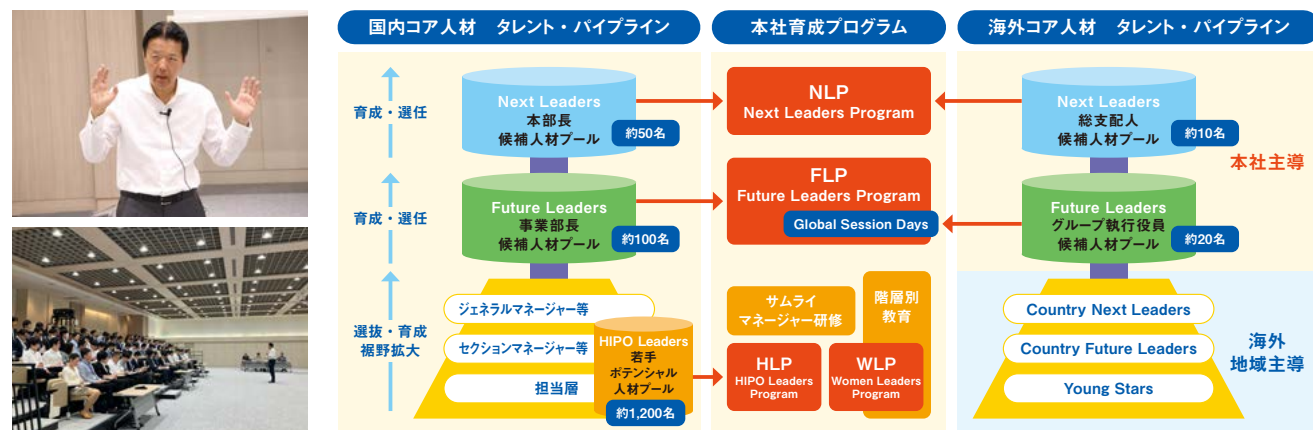 国内コア人材　タレント・パイプライン
育成・選任
育成・選任
選抜・育成
裾野拡大
Next Leaders
本部長
候補人材プール
約50名
Future Leaders
事業部長
候補人材プール
約100名
ジェネラルマネージャー等
セクションマネージャー等
担当層
HIPO Leaders
若手
ポテンシャル
人材プール
約1,200名
本社育成プログラム
NLP
Next Leaders Program
FLP
Future Leaders Program
Global Session Days
サムライ
マネージャー研修
階層別
教育
HLP
HIPO Leaders
Program
WLP
Women Leaders
Program
海外コア人材　タレント・パイプライン
Next Leaders
総支配人
候補人材プール
約10名
Future Leaders
グループ執行役員
候補人材プール
約20名
本社主導
Country Next Leaders
Country Future Leaders
Young Stars
海外
地域主導